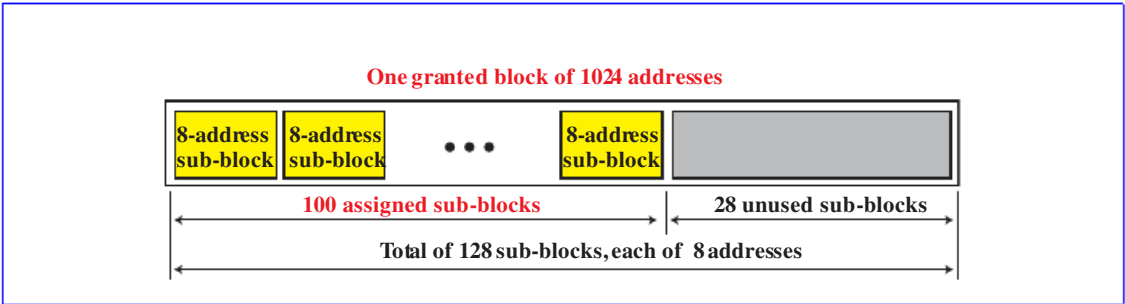 One granted block of 1024 addresses
8-address 8-address 8-address
sub-block sub-block • • • sub-block
100 assigned sub-blocks 28 unused sub-blocks
Total of 128 sub-blocks, each of 8 addresses